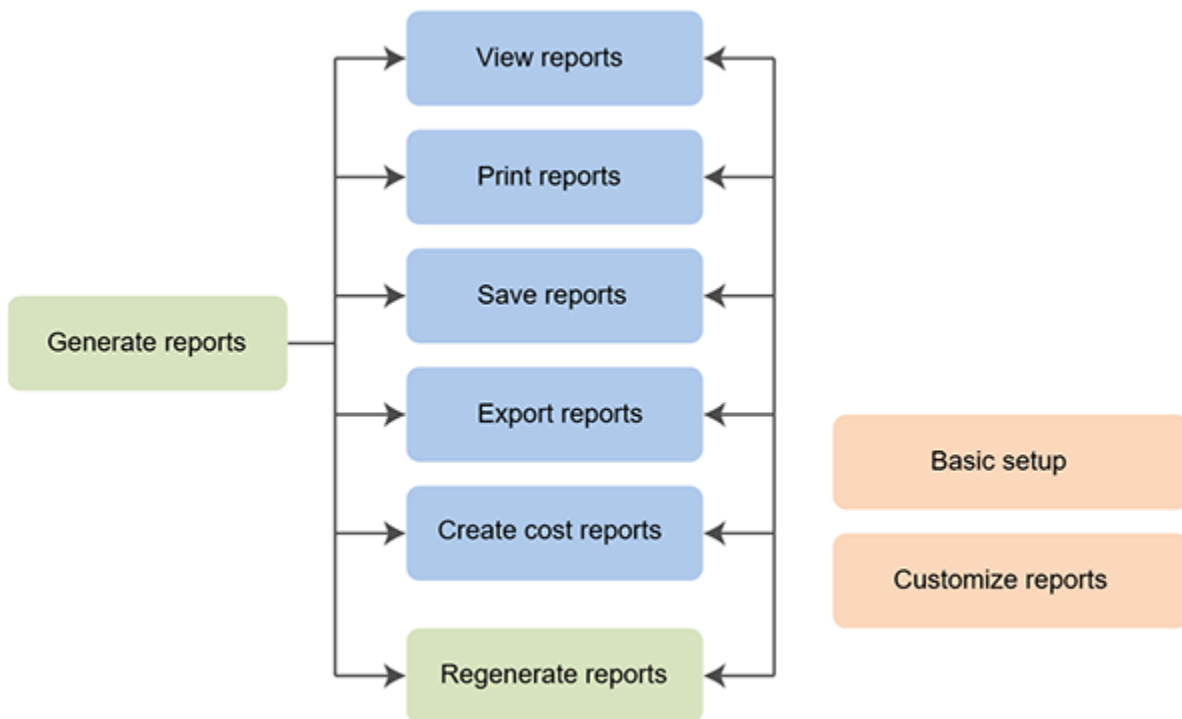 View reports
Print reports
Save reports
Generate reports
Export reports
Basic setup
Create cost reports
Customize reports
Regenerate reports